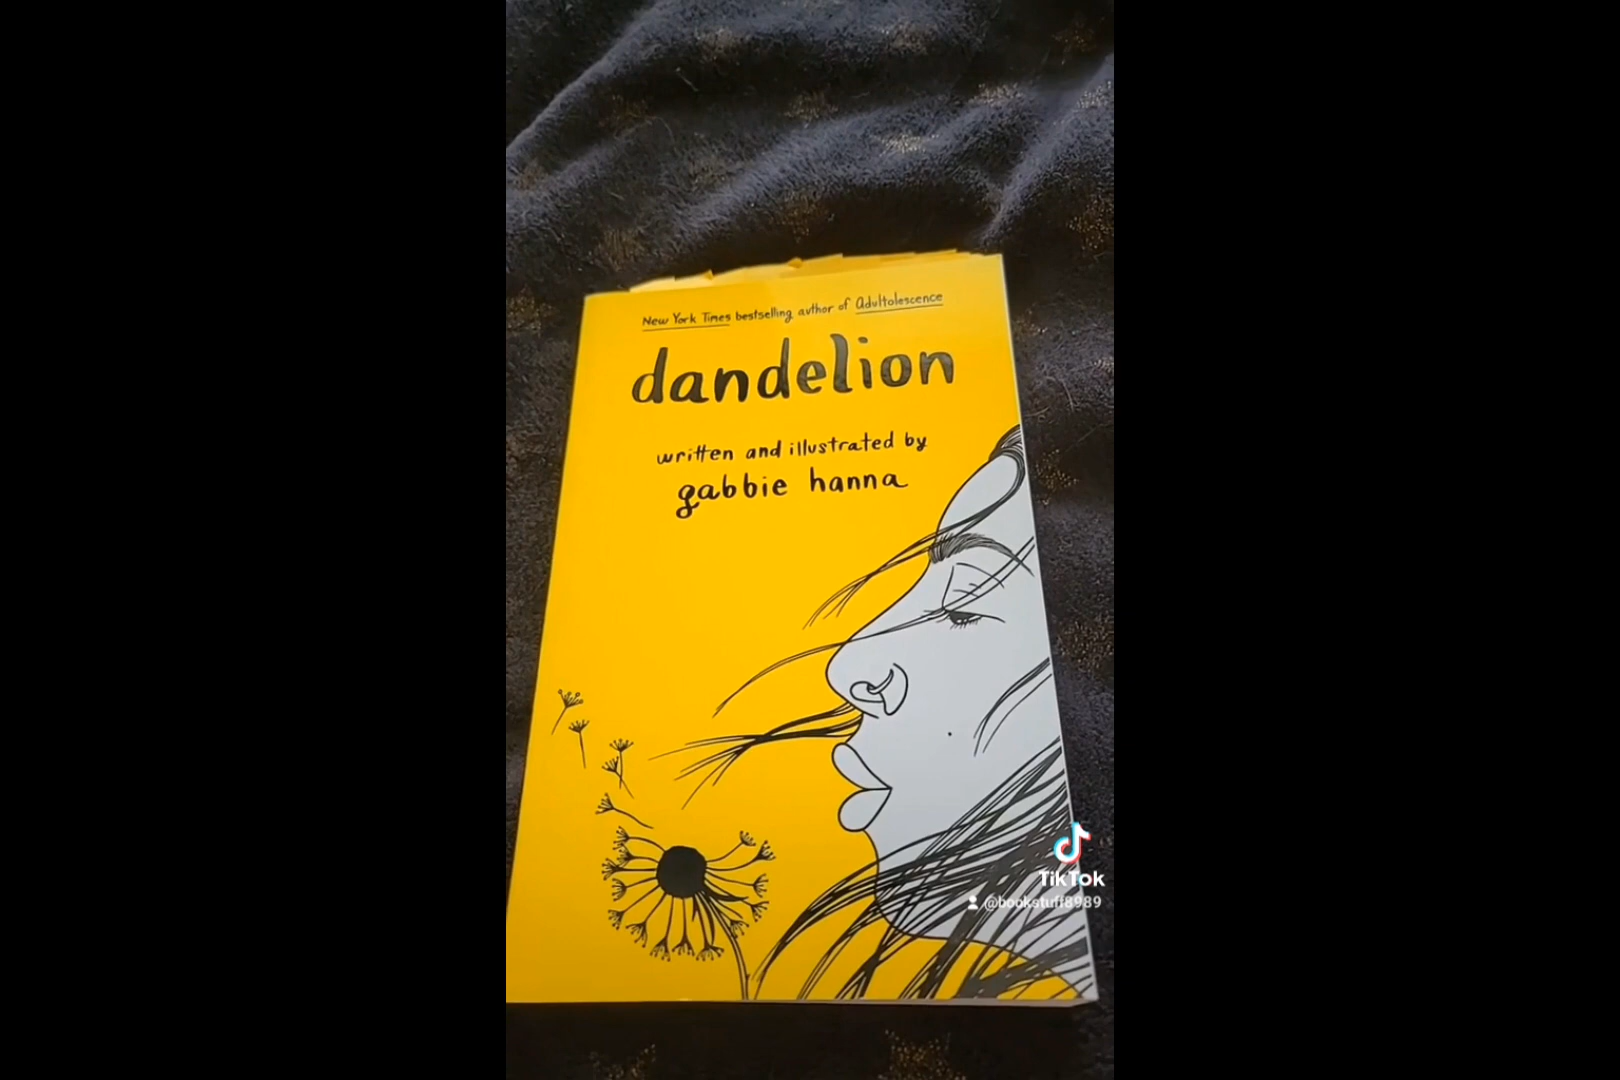 New York Times bestselling author of Adultolescence
dandelion
written and illustrated by
gabbie hanna
TikTok
@bookstuff8989